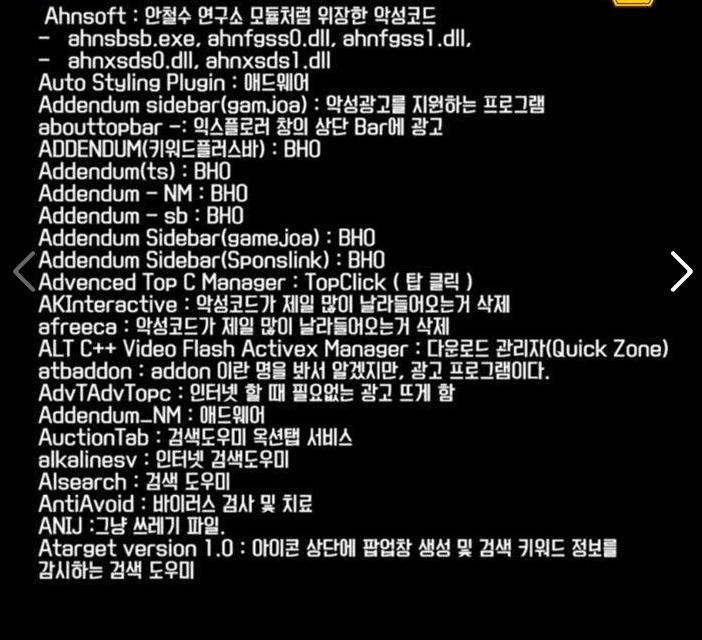 Ahnsoft : 안철수 연구소 모듈처럼 위장한 악성코드
- ahnsbsb.exe, ahnfgss0.dll, ahnfgss1.dll,
- ahnxsds0.dll, ahnxsds1.dll
Auto Styling Plugin : 애드웨어
Addendum sidebar(gamjoa) : 악성광고를 지원하는 프로그램
abouttopbar -: 익스플로러 창의 상단 Bar에 광고
ADDENDUM(키워드플러스바) : BHO
Addendum(ts) : BHO
Addendum - NM : BHO
Addendum - sb : BHO
Addendum Sidebar(gamejoa) : BHO
Addendum Sidebar(Sponslink) : BHO
Advenced Top C Manager : TopClick ( 탑 클릭 )
AKInteractive : 악성코드가 제일 많이 날라들어오는거 삭제
afreeca : 악성코드가 제일 많이 날라들어오는거 삭제
ALT C++ Video Flash Activex Manager : 다운로드 관리자(Quick Zone)
atbaddon : addon 이란 명을 봐서 알겠지만, 광고 프로그램이다.
AdvTAdvTopc : 인터넷 할 때 필요없는 광고 뜨게 함
Addendum_NM : 애드웨어
AuctionTab : 검색도우미 옥션탭 서비스
alkalinesv : 인터넷 검색도우미
Alsearch : 검색 도우미
AntiAvoid : 바이러스 검사 및 치료
ANIJ :그냥 쓰레기 파일.
Atarget version 1.0 : 아이콘 상단에 팝업창 생성 및 검색 키워드 정보를
감시하는 검색 도우미